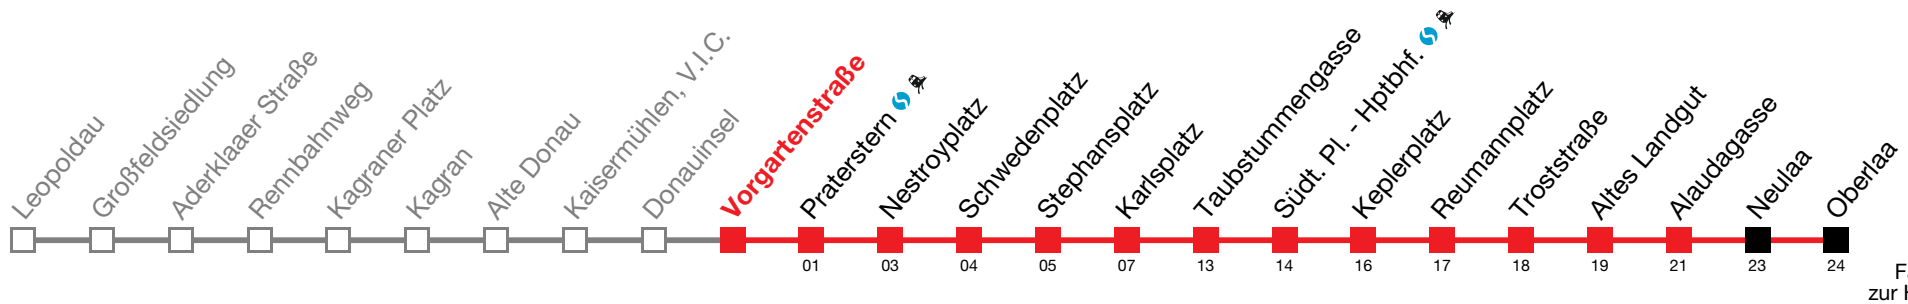 Leopoldau
Großfeldsiedlung
Aderklaaer Straße
Rennbahnweg
Kagraner Platz
Kagran
Alte Donau
Kaisermühlen, V.I.C.
Donauinsel
Vorgartenstraße
Praterstern
Nestroyplatz
Schwedenplatz
Stephansplatz
Karlsplatz
Taubstummengasse
Südt. Pl. - Hptbhf.
Keplerplatz
Reumannplatz
Troststraße
Altes Landgut
Alaudagasse
Neulaa
Oberlaa
01 03 04 05 07 13 14 16 17 18 19 21 23 24
zur